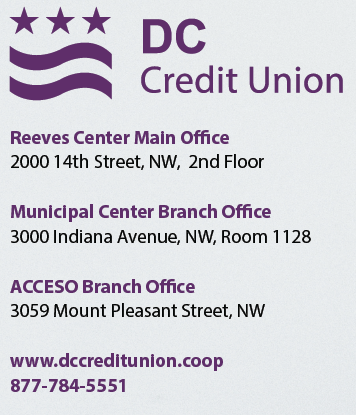 DC
Credit Union
Reeves Center Main Office
2000 14th Street, NW, 2nd Floor
Municipal Center Branch Office
3000 Indiana Avenue, NW, Room 1128
ACCESO Branch Office
3059 Mount Pleasant Street, NW
www.dccreditunion.coop
877-784-5551